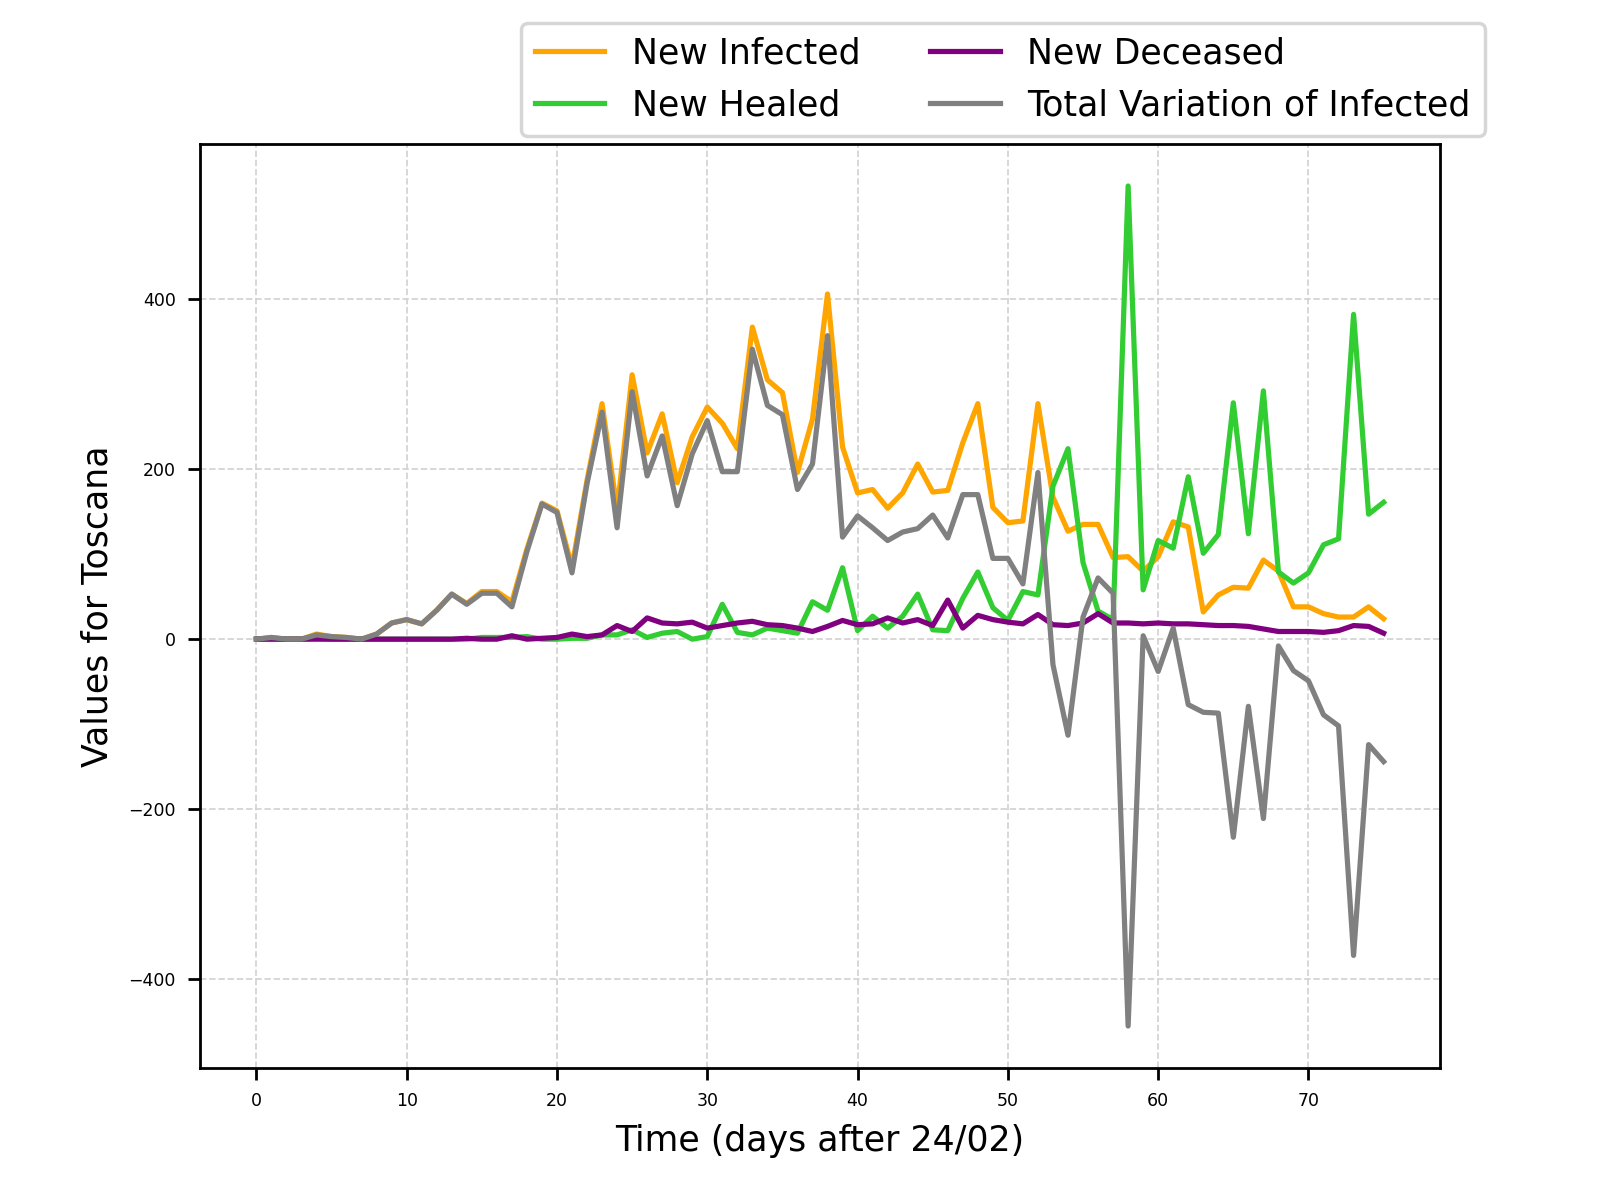 New Infected
New Healed
New Deceased
Total Variation of Infected
Values for Toscana
400
200
0
−200
−400
0 10 20 30 40 50 60 70
Time (days after 24/02)